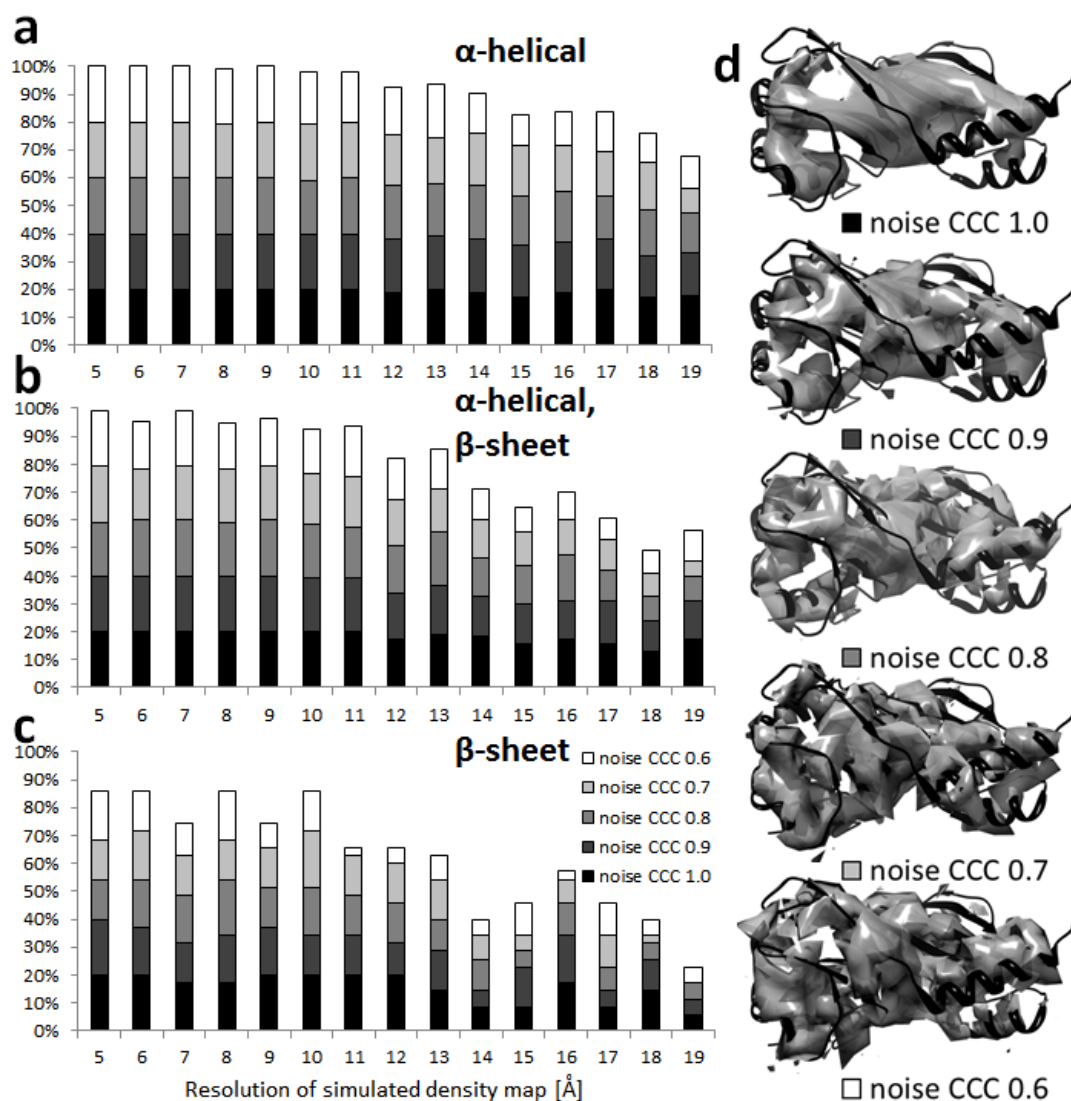 a
α-helical
100%
90%
80%
70%
60%
50%
40%
30%
20%
10%
0%
5 6 7 8 9 10 11 12 13 14 15 16 17 18 19
b
α-helical,
β-sheet
100%
90%
80%
70%
60%
50%
40%
30%
20%
10%
0%
5 6 7 8 9 10 11 12 13 14 15 16 17 18 19
c
β-sheet
100%
90%
80%
70%
60%
50%
40%
30%
20%
10%
0%
noise CCC 0.6
noise CCC 0.7
noise CCC 0.8
noise CCC 0.9
noise CCC 1.0
5 6 7 8 9 10 11 12 13 14 15 16 17 18 19
Resolution of simulated density map [Å]
d
noise CCC 1.0
noise CCC 0.9
noise CCC 0.8
noise CCC 0.7
noise CCC 0.6